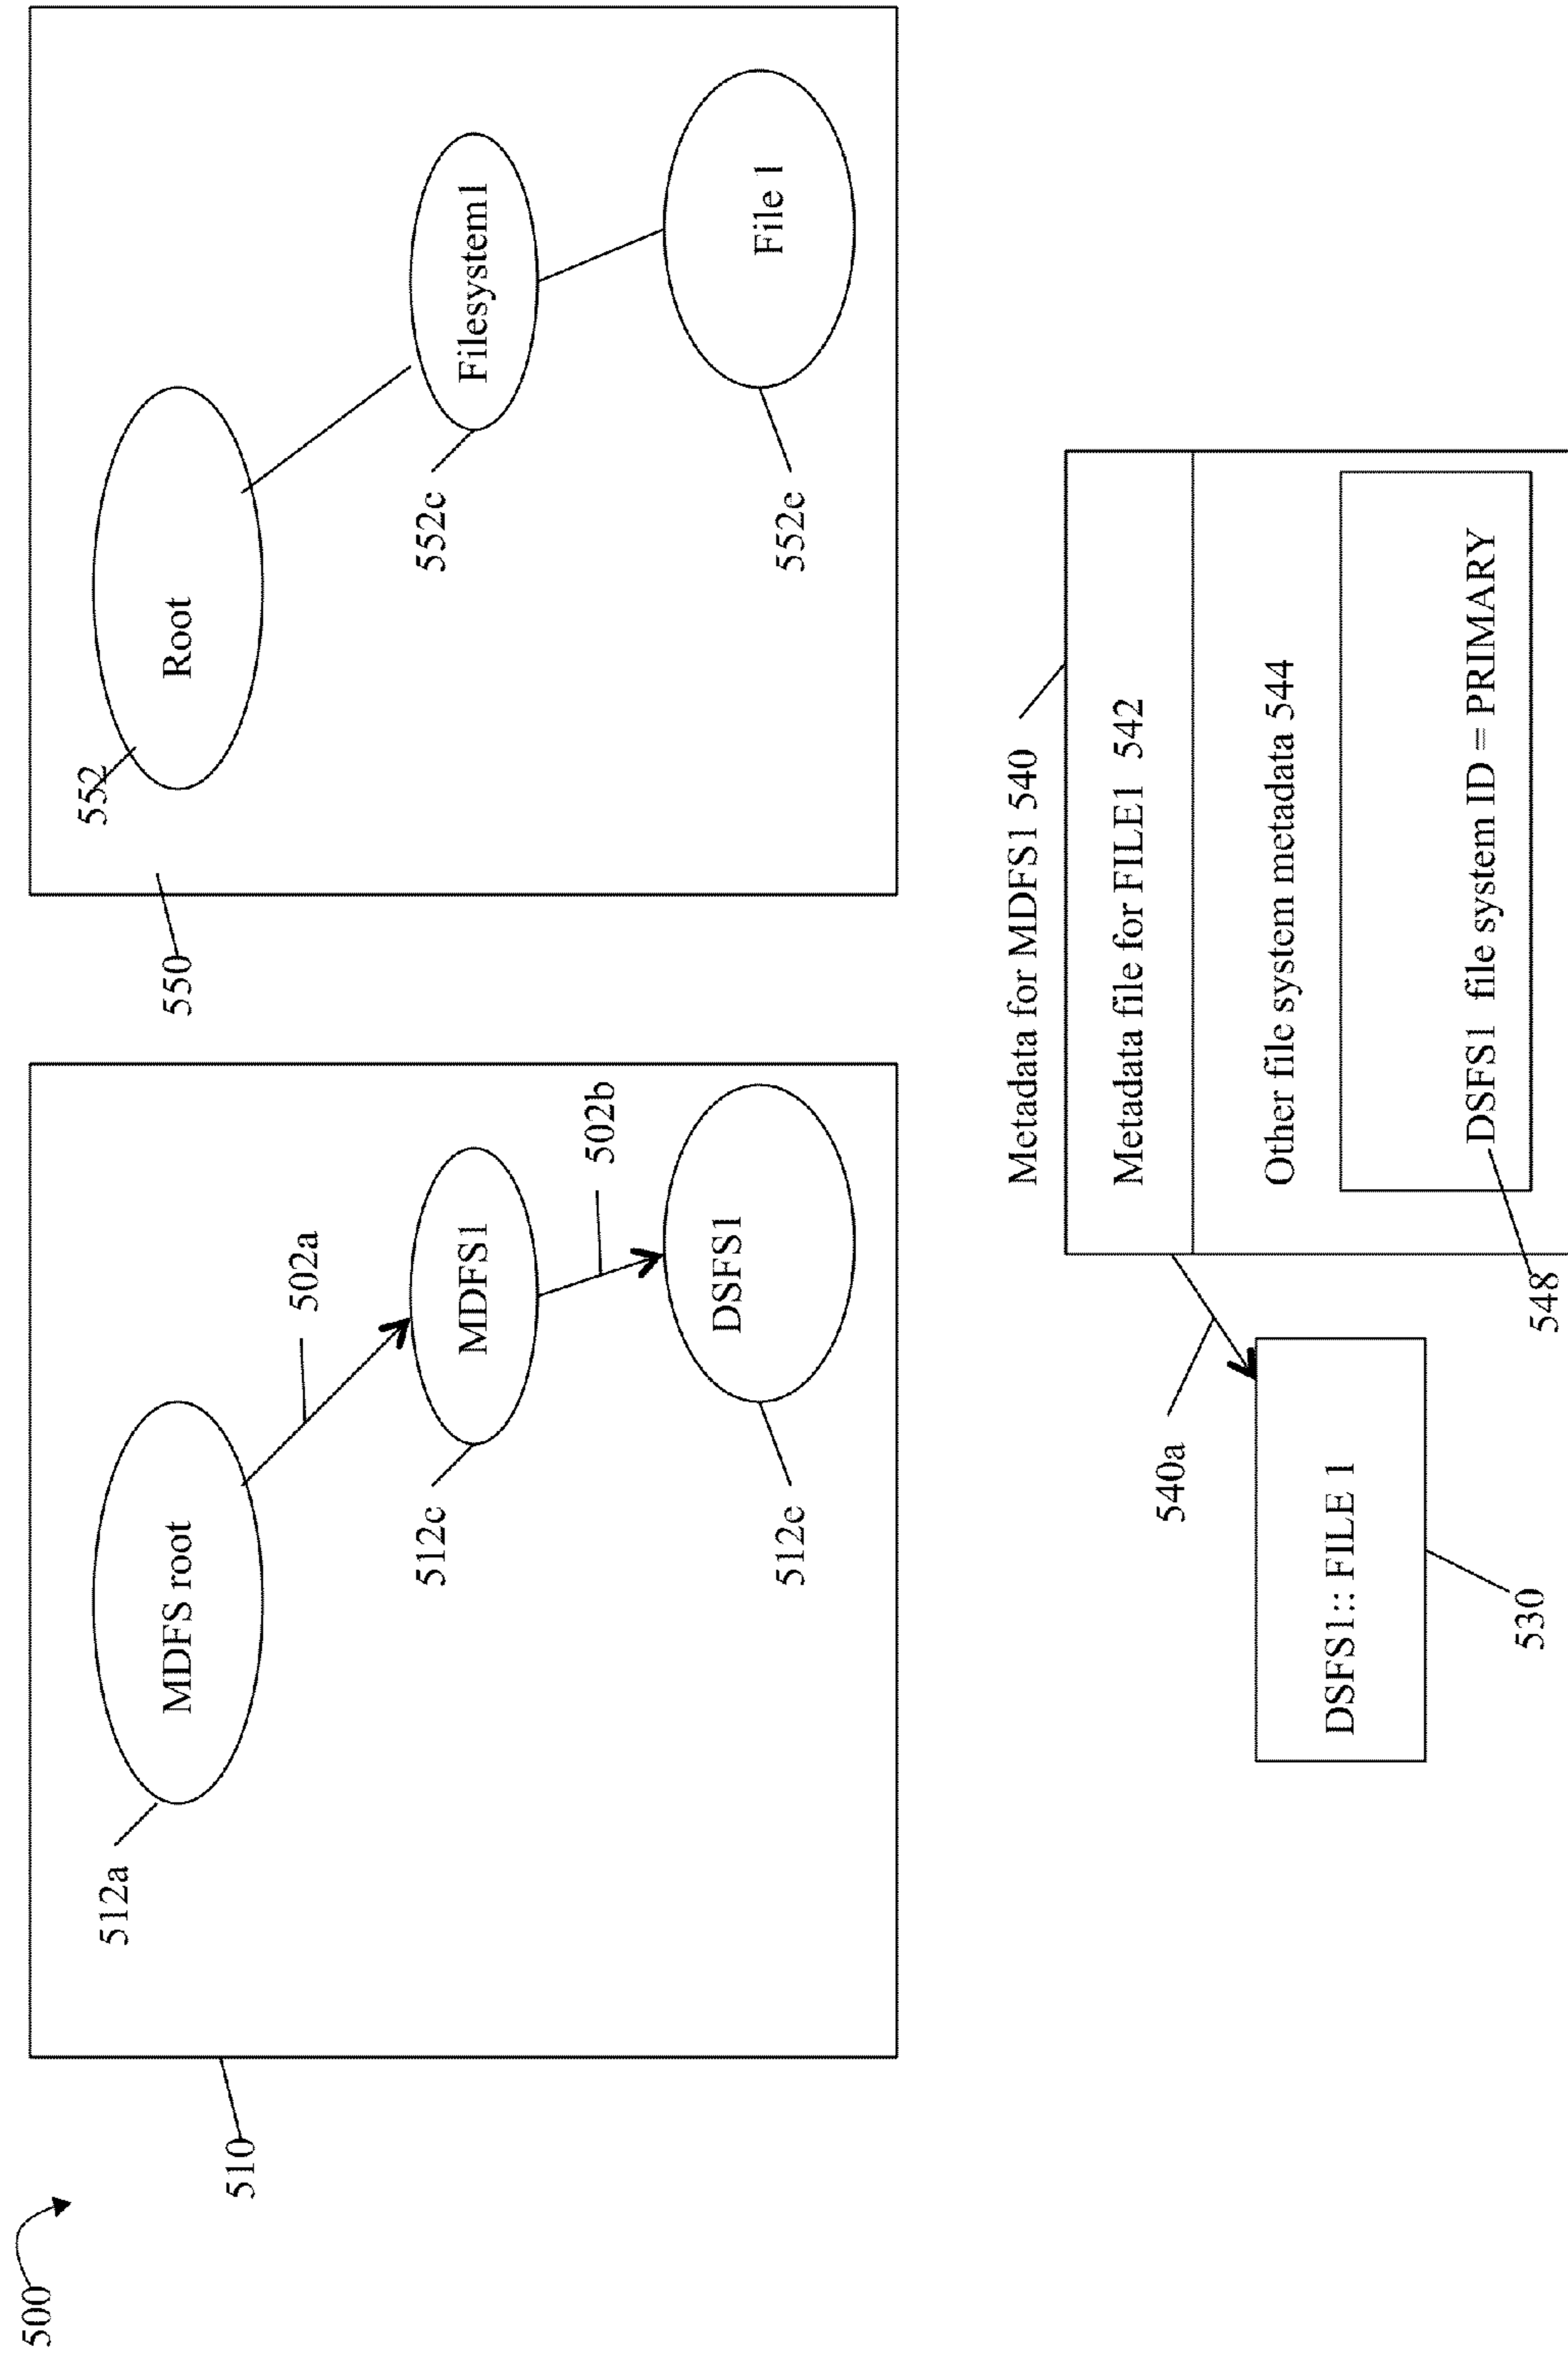 500
510
512a
MDFS root
502a
512c
MDFS1
502b
512e
DSFS1
550
552
Root
552c
Filesystem1
552e
File 1
Metadata for MDFS1 540
Metadata file for FILE1 542
Other file system metadata 544
DSFS1 file system ID = PRIMARY
548
540a
DSFS1:: FILE 1
530